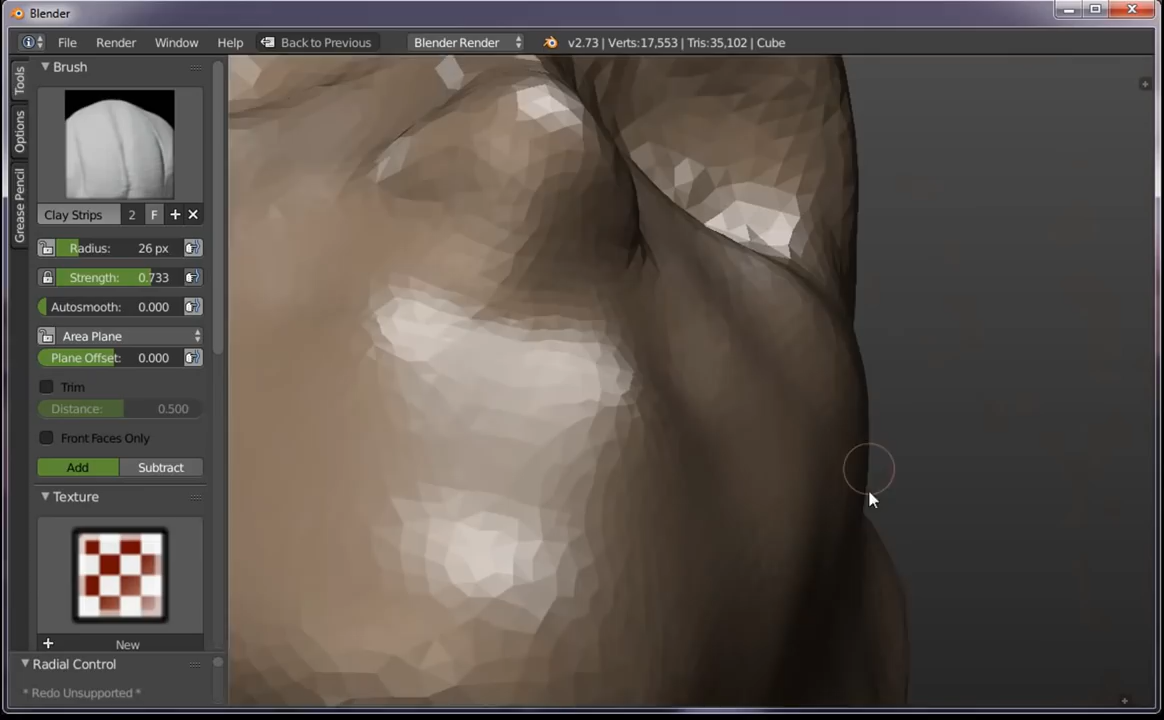 Blender
File Render Window Help Back to Previous Blender Render v2.73 | Verts:17,553 | Tris:35,102 | Cube
Tools
Options
Grease Pencil
Brush
Clay Strips 2 F
Radius: 26 px
Strength: 0.733
Autosmooth: 0.000
Area Plane
Plane Offset: 0.000
Trim
Distance: 0.500
Front Faces Only
Add Subtract
Texture
New
Radial Control
* Redo Unsupported *